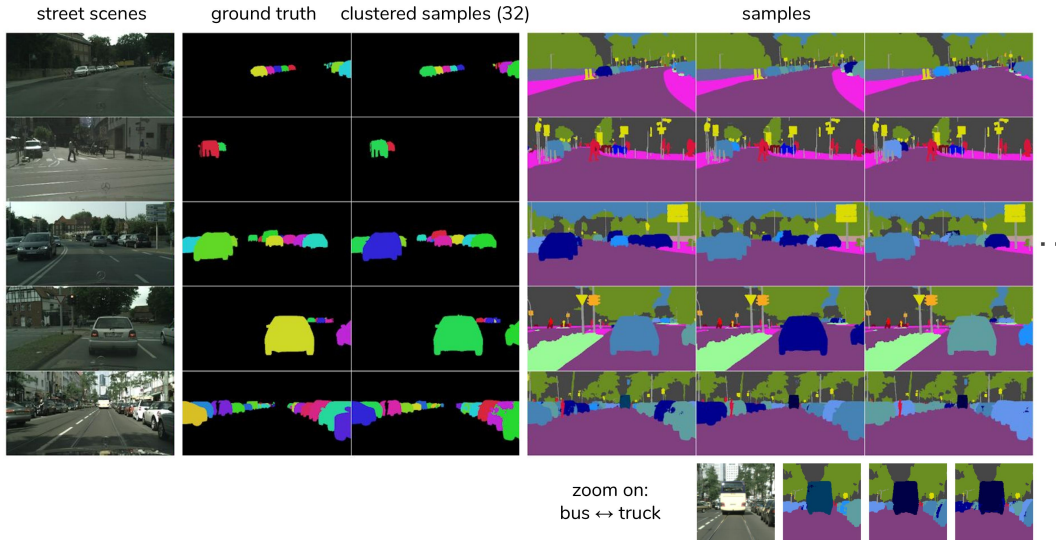 street scenes
ground truth
clustered samples (32)
samples
zoom on:
bus ↔ truck